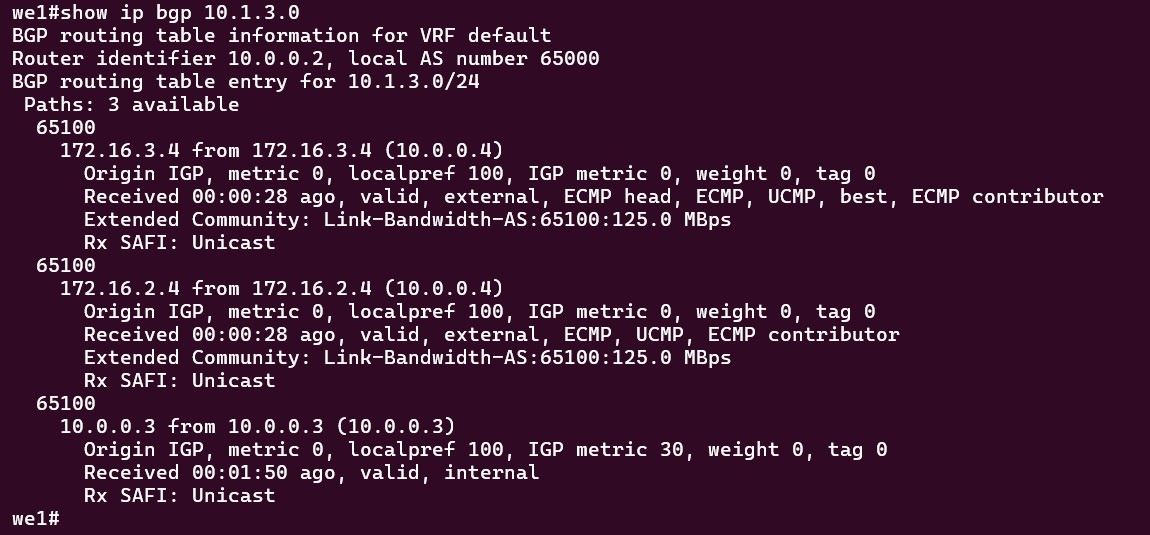 we1#show ip bgp 10.1.3.0
BGP routing table information for VRF default
Router identifier 10.0.0.2, local AS number 65000
BGP routing table entry for 10.1.3.0/24
 Paths: 3 available
  65100
    172.16.3.4 from 172.16.3.4 (10.0.0.4)
      Origin IGP, metric 0, localpref 100, IGP metric 0, weight 0, tag 0
      Received 00:00:28 ago, valid, external, ECMP head, ECMP, UCMP, best, ECMP contributor
      Extended Community: Link-Bandwidth-AS:65100:125.0 MBps
      Rx SAFI: Unicast
  65100
    172.16.2.4 from 172.16.2.4 (10.0.0.4)
      Origin IGP, metric 0, localpref 100, IGP metric 0, weight 0, tag 0
      Received 00:00:28 ago, valid, external, ECMP, UCMP, ECMP contributor
      Extended Community: Link-Bandwidth-AS:65100:125.0 MBps
      Rx SAFI: Unicast
  65100
    10.0.0.3 from 10.0.0.3 (10.0.0.3)
      Origin IGP, metric 0, localpref 100, IGP metric 30, weight 0, tag 0
      Received 00:01:50 ago, valid, internal
      Rx SAFI: Unicast
we1#